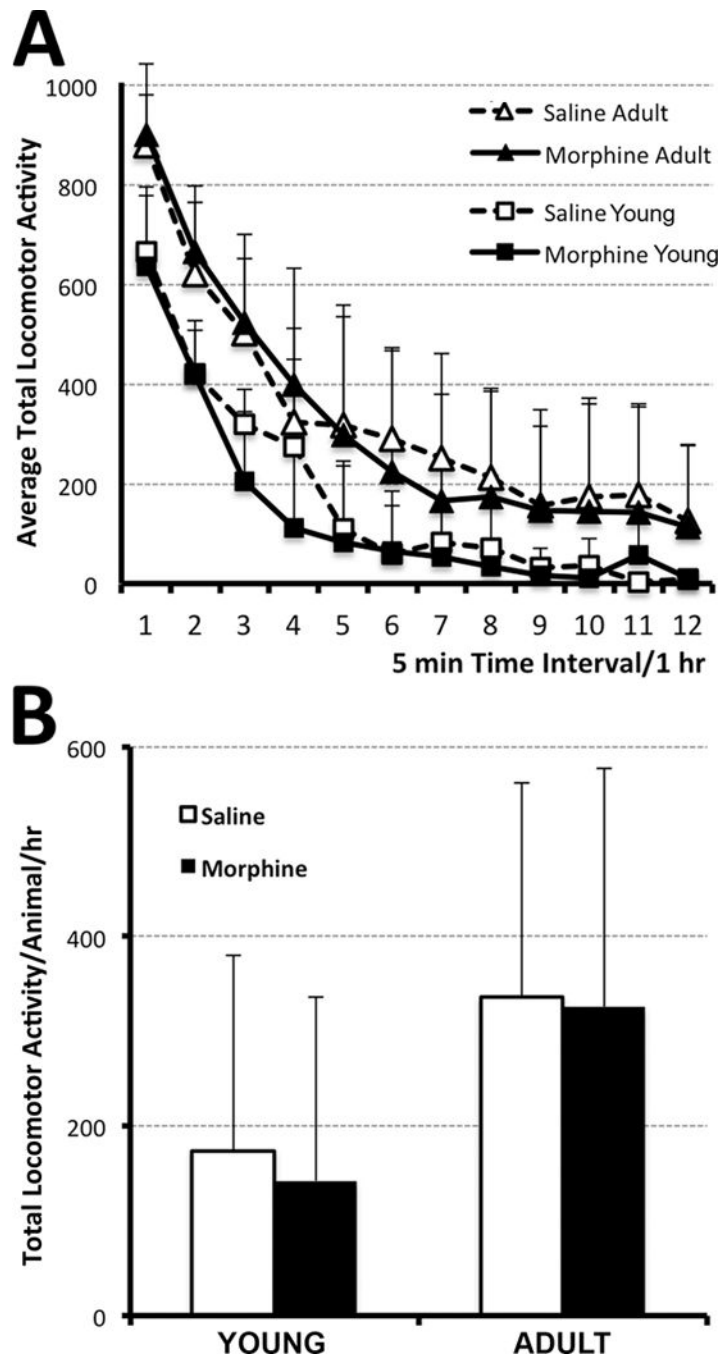 A
Average Total Locomotor Activity
1000
800
600
400
200
0
Saline Adult
Morphine Adult
Saline Young
Morphine Young
1 2 3 4 5 6 7 8 9 10 11 12
5 min Time Interval/1 hr
B
Total Locomotor Activity/Animal/hr
600
400
200
0
Saline
Morphine
YOUNG ADULT